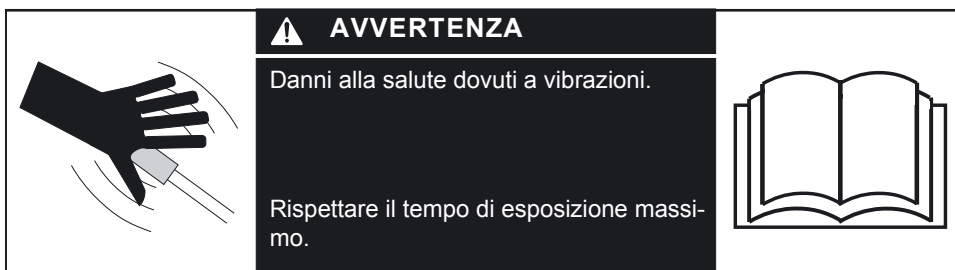 AVVERTENZA
Danni alla salute dovuti a vibrazioni.
Rispettare il tempo di esposizione massi-
mo.